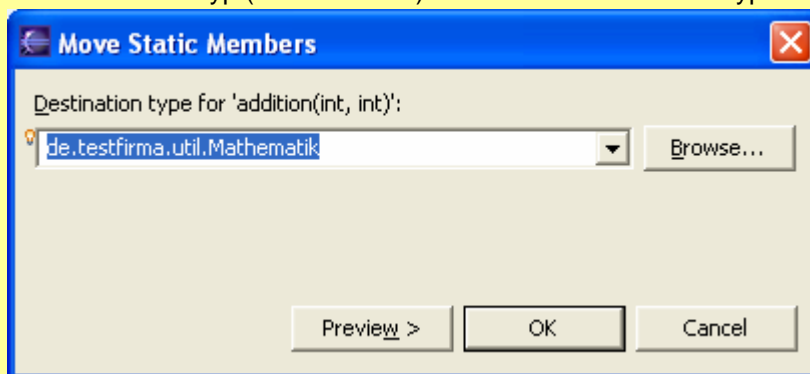 Move Static Members
Destination type for 'addition(int, int)':
de.testfirma.util.Mathematik
Browse...
Preview >
OK
Cancel